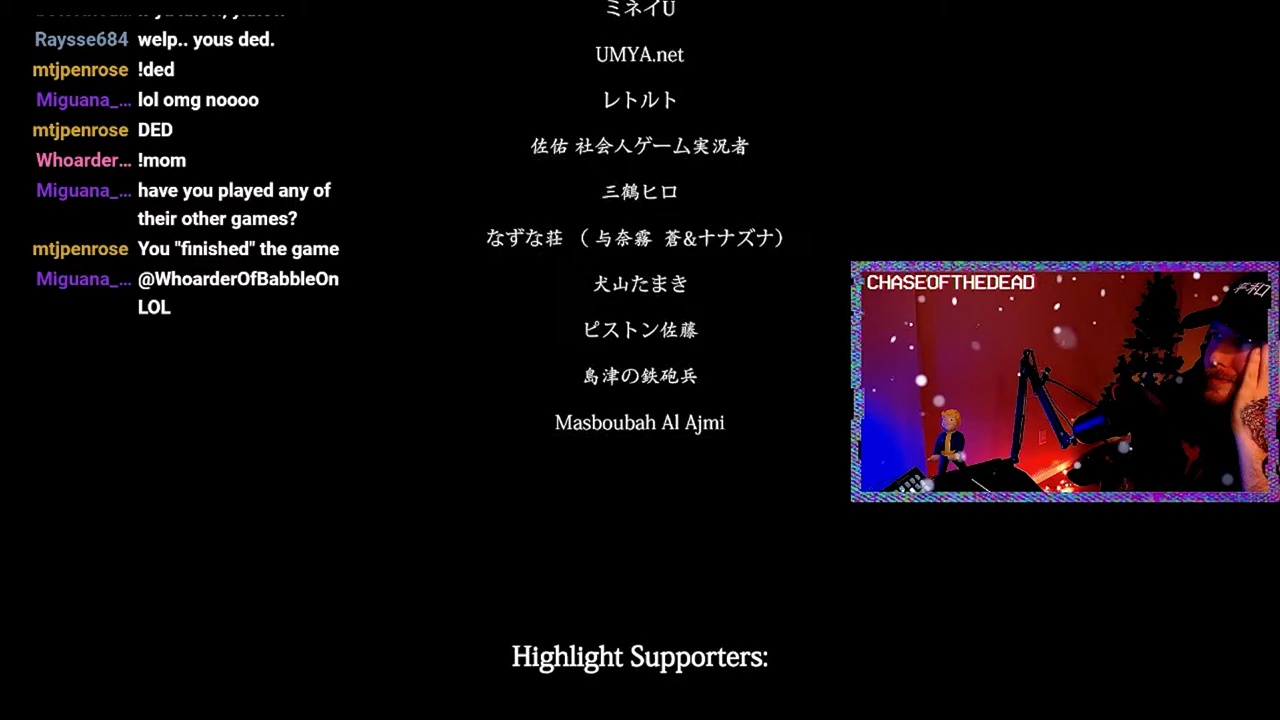 Raysse684 welp.. yous ded.
mtjpenrose !ded
Miguana_... lol omg noooo
mtjpenrose DED
Whoarder... !mom
Miguana_... have you played any of
their other games?
mtjpenrose You "finished" the game
Miguana_... @WhoarderOfBabbleOn
LOL
ミネイU
UMYA.net
レトルト
佐佑 社会人ゲーム実況者
三鶴ヒロ
なずな荘 （ 与奈霧 蒼&ナナズナ）
犬山たまき
ピストン佐藤
島津の鉄砲兵
Masboubah Al Ajmi
Highlight Supporters:
CHASEOFTHEDEAD